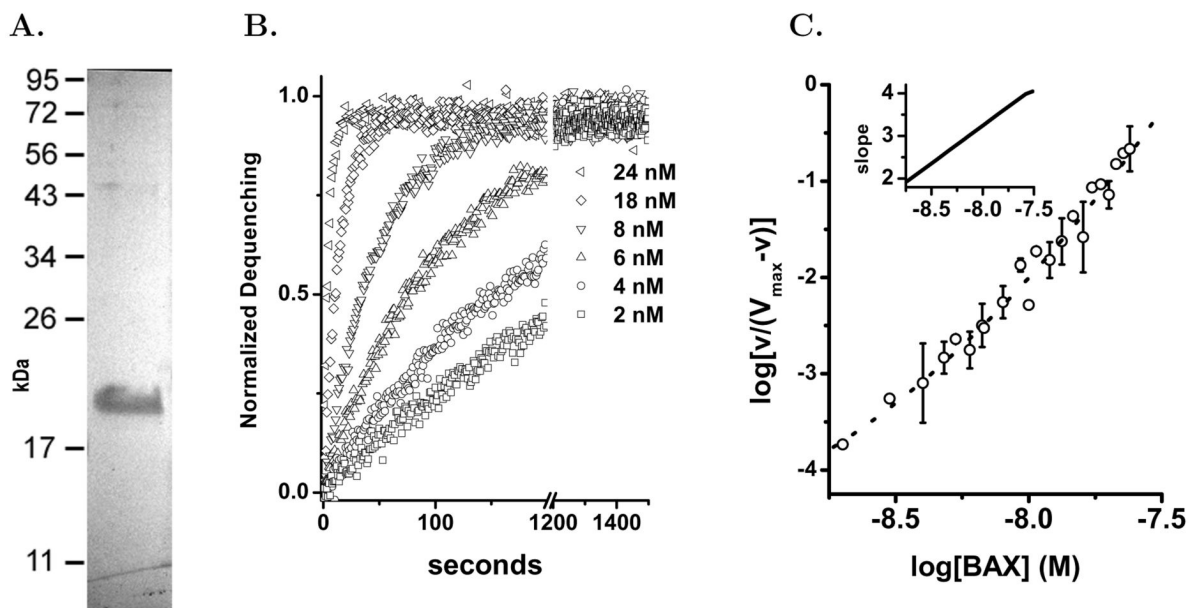 A.
95
72
56
43
34
26
17
11
kDa
B.
Normalized Dequenching
1.0
0.5
0.0
0
100
1200
1400
seconds
24 nM
18 nM
8 nM
6 nM
4 nM
2 nM
C.
log[v/(Vmax-v)]
0
-1
-2
-3
-4
-8.5
-8.0
-7.5
log[BAX] (M)
slope
4
3
2
-8.5
-8.0
-7.5